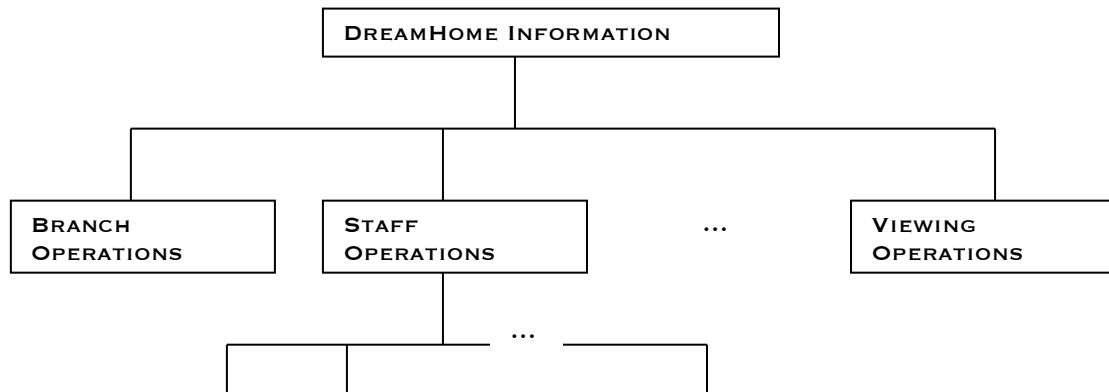 DreamHome Information
Branch
Operations
Staff
Operations
...
Viewing
Operations
...